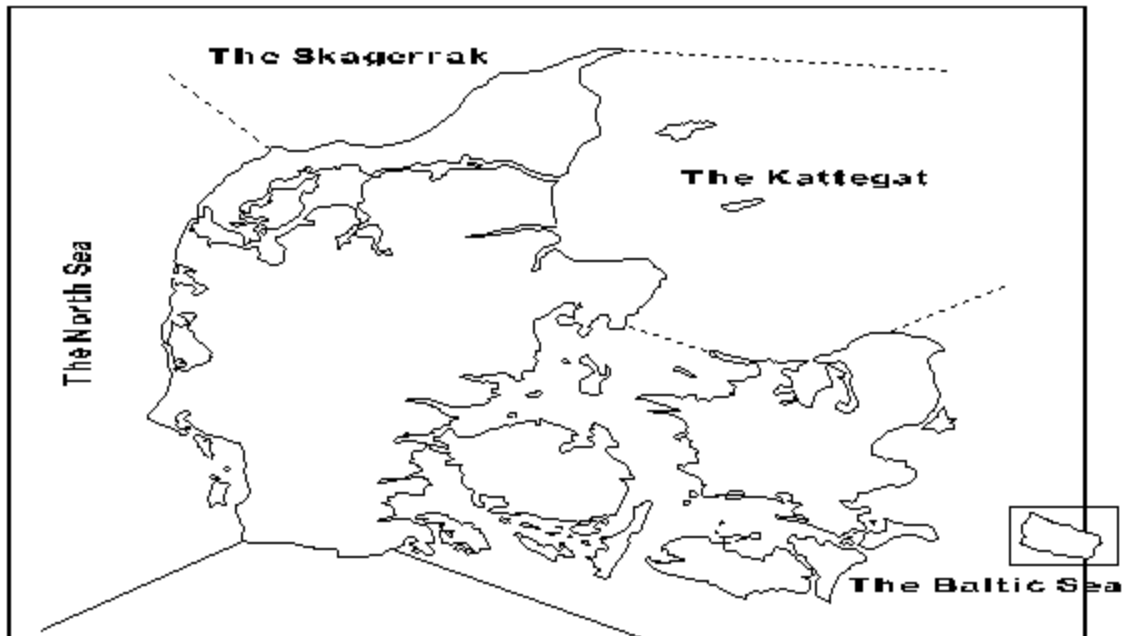 The Skagerrak
The Kattegat
The North Sea
The Baltic Sea